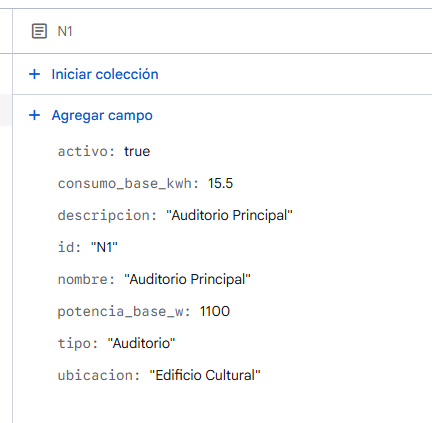 N1
+ Iniciar colección
+ Agregar campo
activo: true
consumo_base_kwh: 15.5
descripcion: "Auditorio Principal"
id: "N1"
nombre: "Auditorio Principal"
potencia_base_w: 1100
tipo: "Auditorio"
ubicacion: "Edificio Cultural"